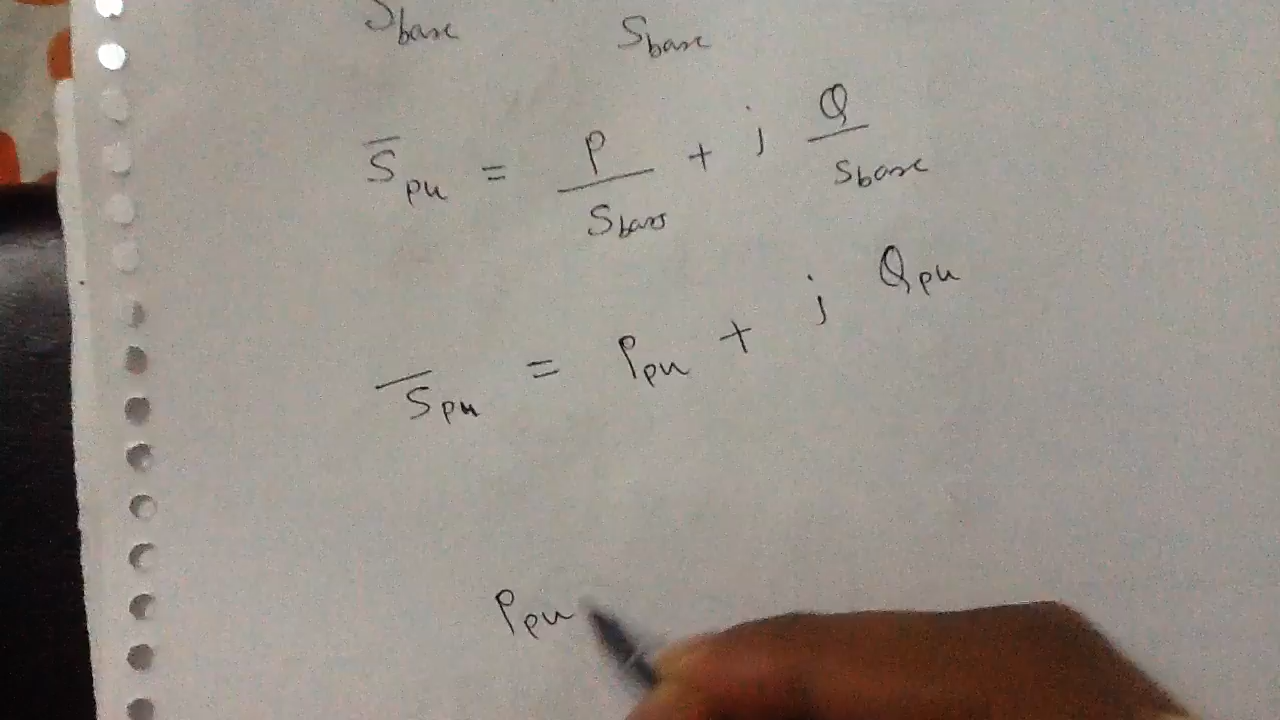 Sbase Sbase
S̅pu = P/Sbase + j Q/Sbase
S̅pu = Ppu + j Qpu
Ppu